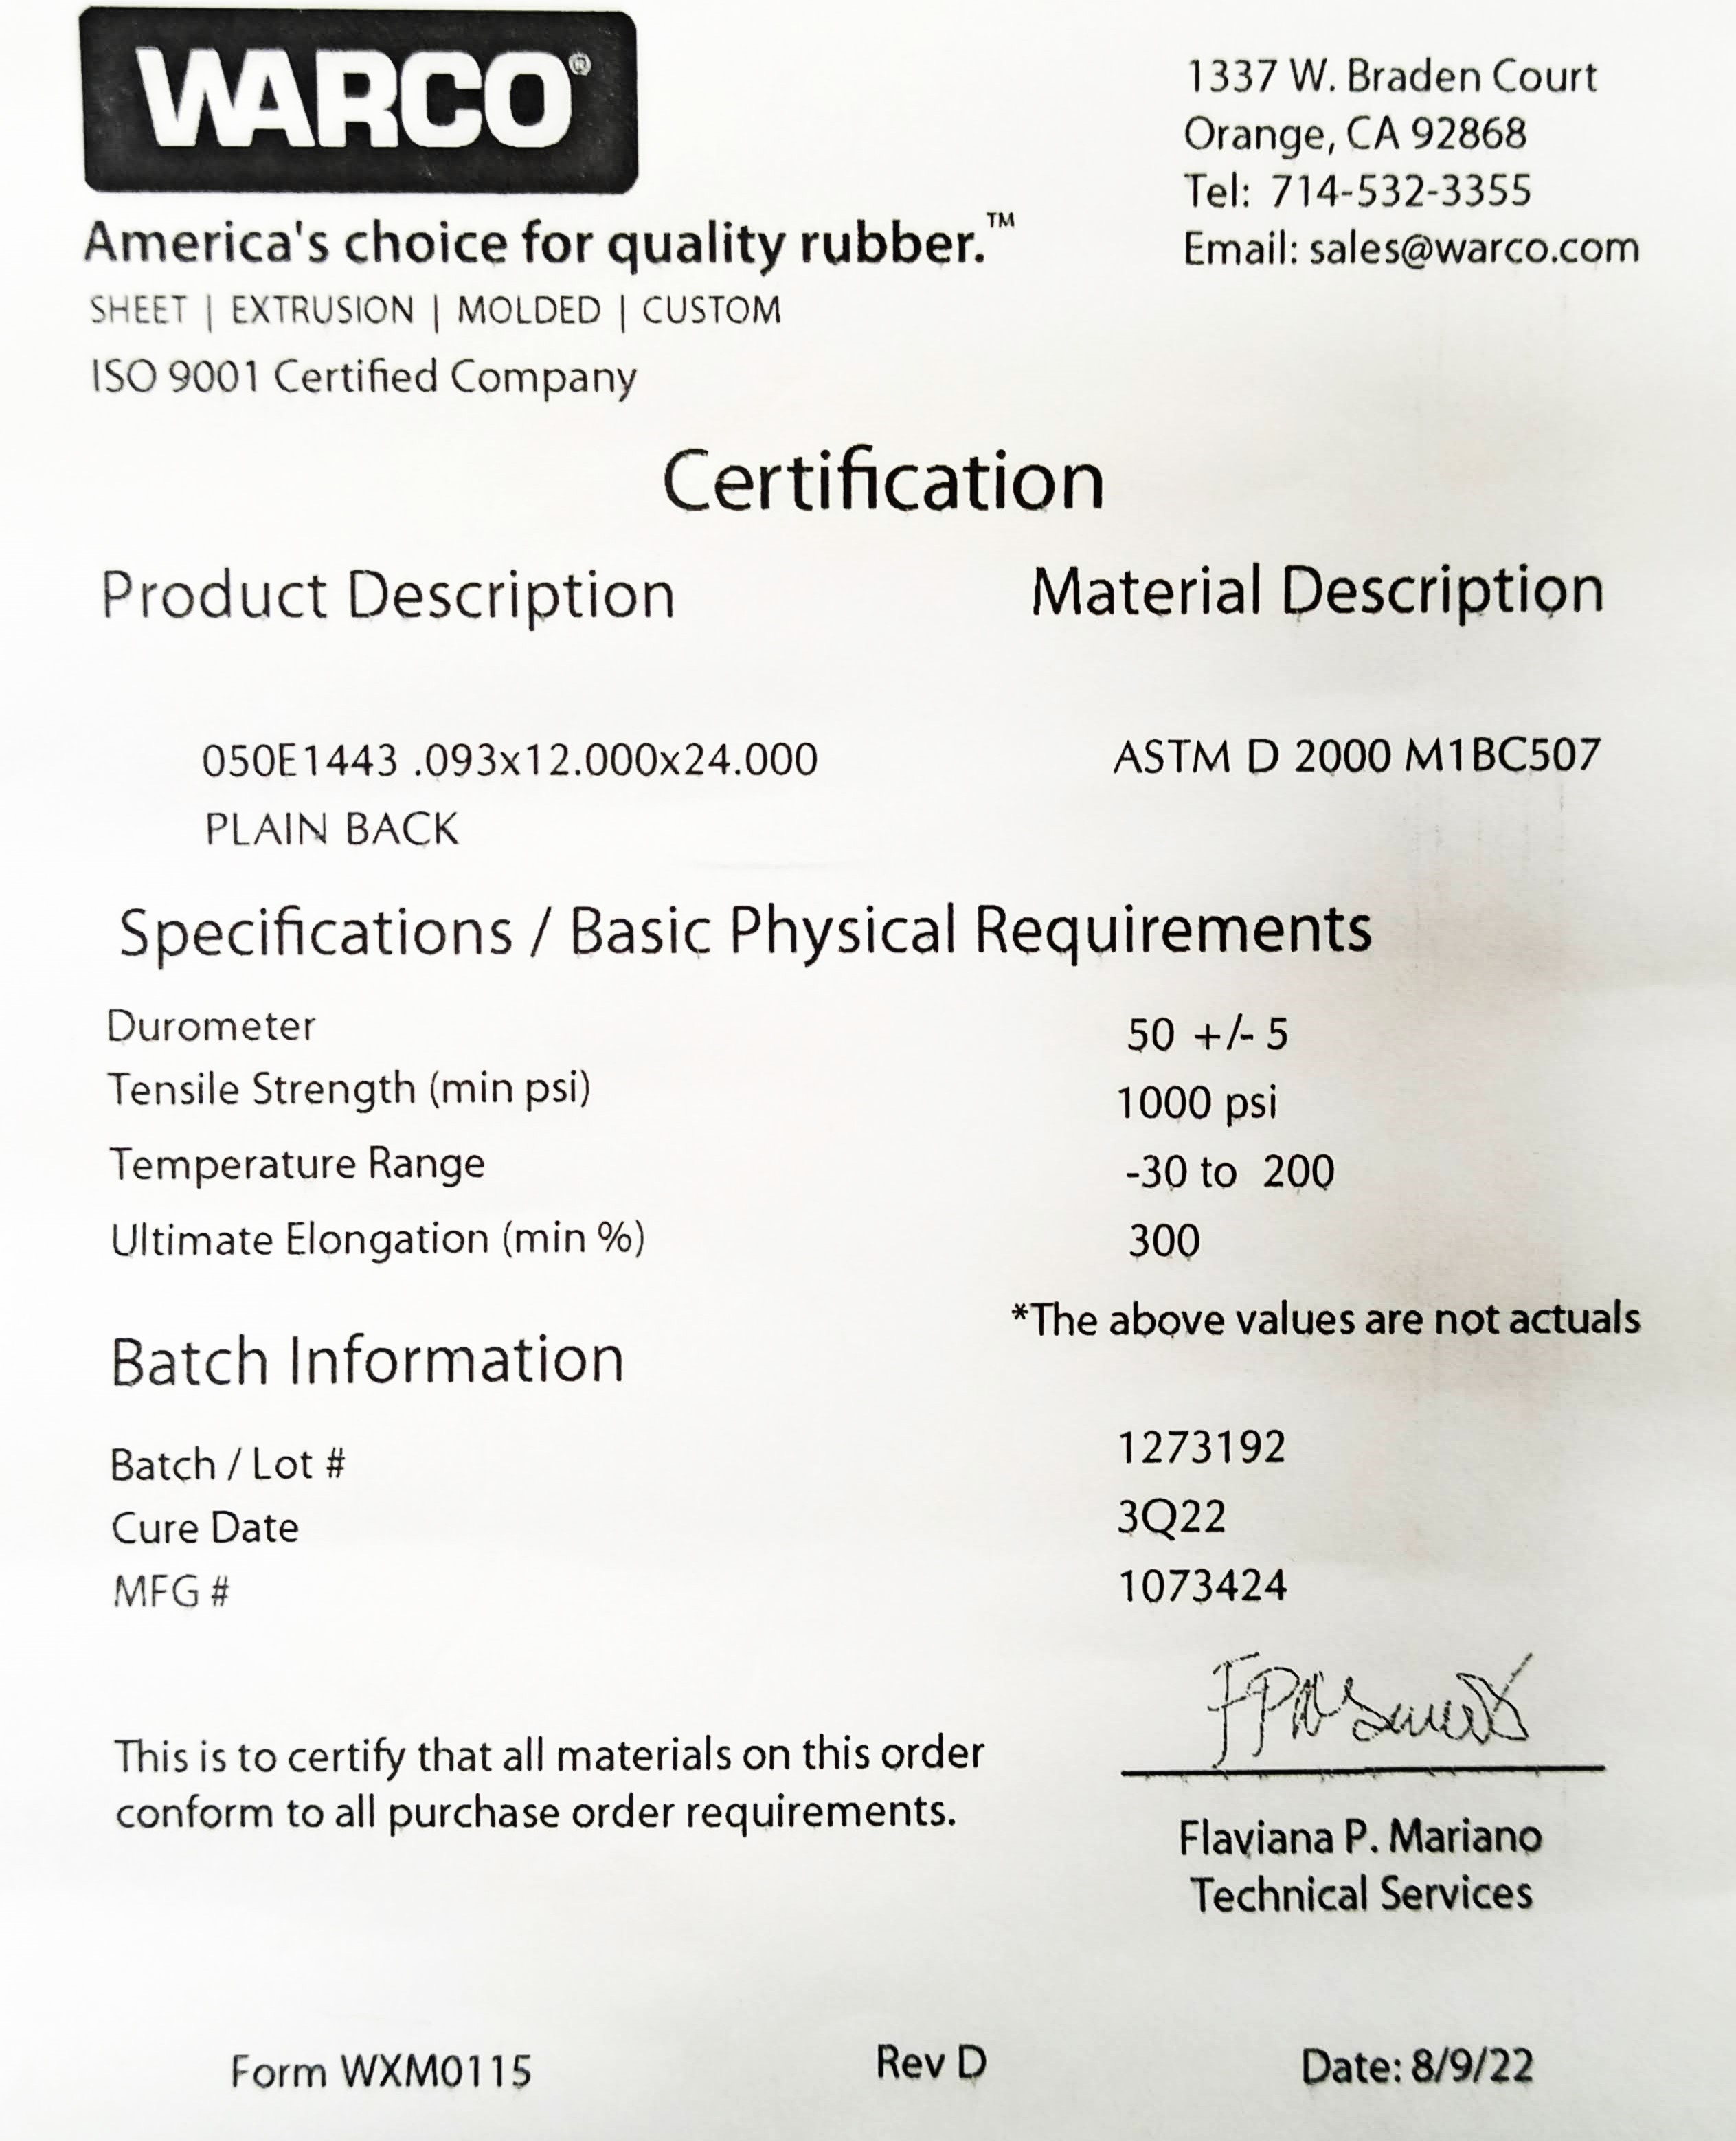 WARCO®
1337 W. Braden Court
Orange, CA 92868
Tel: 714-532-3355
Email: sales@warco.com
America's choice for quality rubber.™
SHEET | EXTRUSION | MOLDED | CUSTOM
ISO 9001 Certified Company
Certification
Product Description
Material Description
050E1443 .093x12.000x24.000
PLAIN BACK
ASTM D 2000 M1BC507
Specifications / Basic Physical Requirements
Durometer 50 +/- 5
Tensile Strength (min psi) 1000 psi
Temperature Range -30 to 200
Ultimate Elongation (min %) 300
*The above values are not actuals
Batch Information
Batch / Lot # 1273192
Cure Date 3Q22
MFG # 1073424
This is to certify that all materials on this order
conform to all purchase order requirements.
Flaviana P. Mariano
Technical Services
Form WXM0115 Rev D Date: 8/9/22